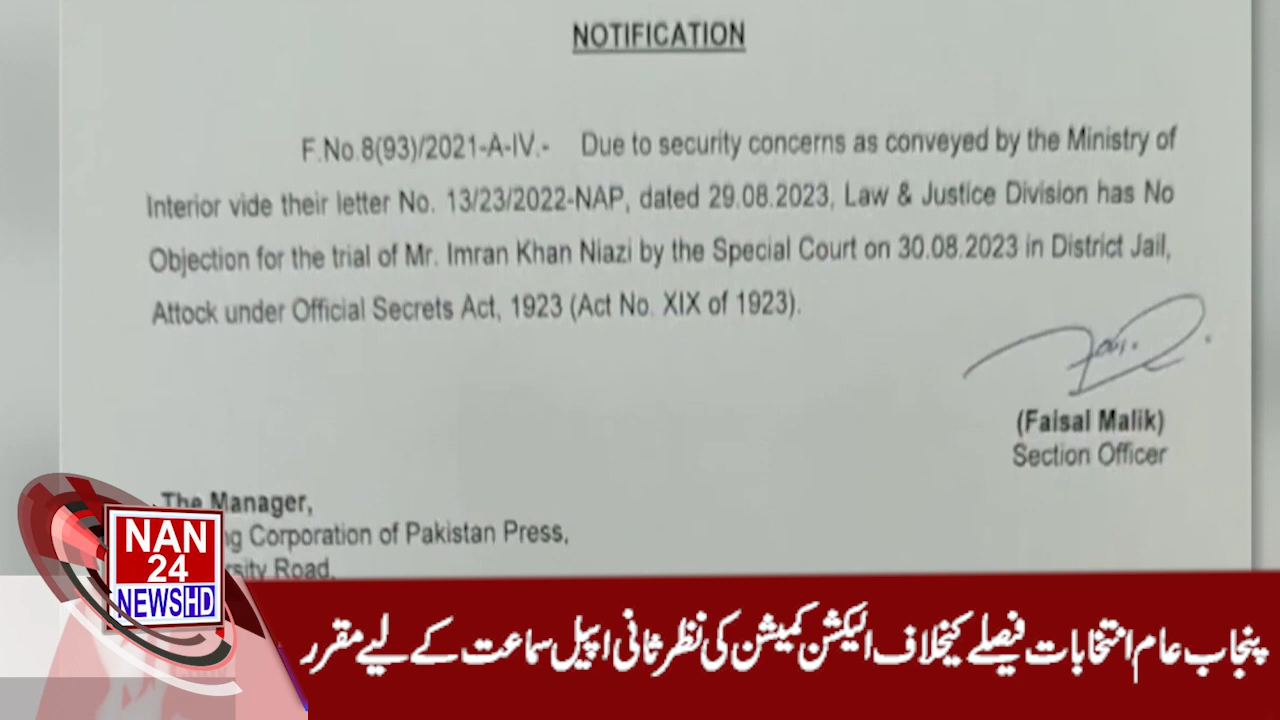 NOTIFICATION
F.No.8(93)/2021-A-IV.- Due to security concerns as conveyed by the Ministry of
Interior vide their letter No. 13/23/2022-NAP, dated 29.08.2023, Law & Justice Division has No
Objection for the trial of Mr. Imran Khan Niazi by the Special Court on 30.08.2023 in District Jail,
Attock under Official Secrets Act, 1923 (Act No. XIX of 1923).
(Faisal Malik)
Section Officer
The Manager,
Corporation of Pakistan Press,
Road,
NAN
24
NEWSHD
پنجاب عام انتخابات فیصلے کیخلاف الیکشن کمیشن کی نظر ثانی اپیل سماعت کے لیے مقرر